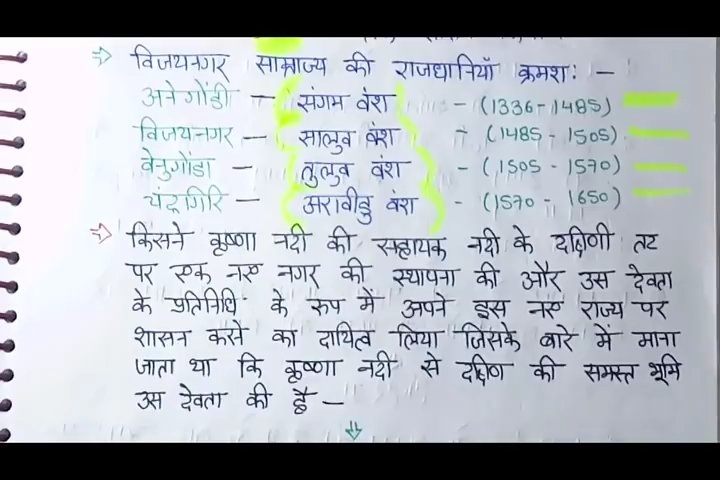 ⇒ विजयनगर साम्राज्य की राजधानियाँ क्रमशः –
अनेगोंडी – संगम वंश – (1336-1485)
विजयनगर – सालुव वंश – (1485 - 1505)
वेनुगोंडा – तुलुव वंश – (1505 - 1570)
चंद्रगिरि – अरावीडु वंश – (1570 - 1650)
⇒ किसने कृष्णा नदी की सहायक नदी के दक्षिणी तट
पर एक नए नगर की स्थापना की और उस देवता
के प्रतिनिधि के रूप में अपने इस नए राज्य पर
शासन करने का दायित्व लिया जिसके बारे में माना
जाता था कि कृष्णा नदी से दक्षिण की समस्त भूमि
उस देवता की है –